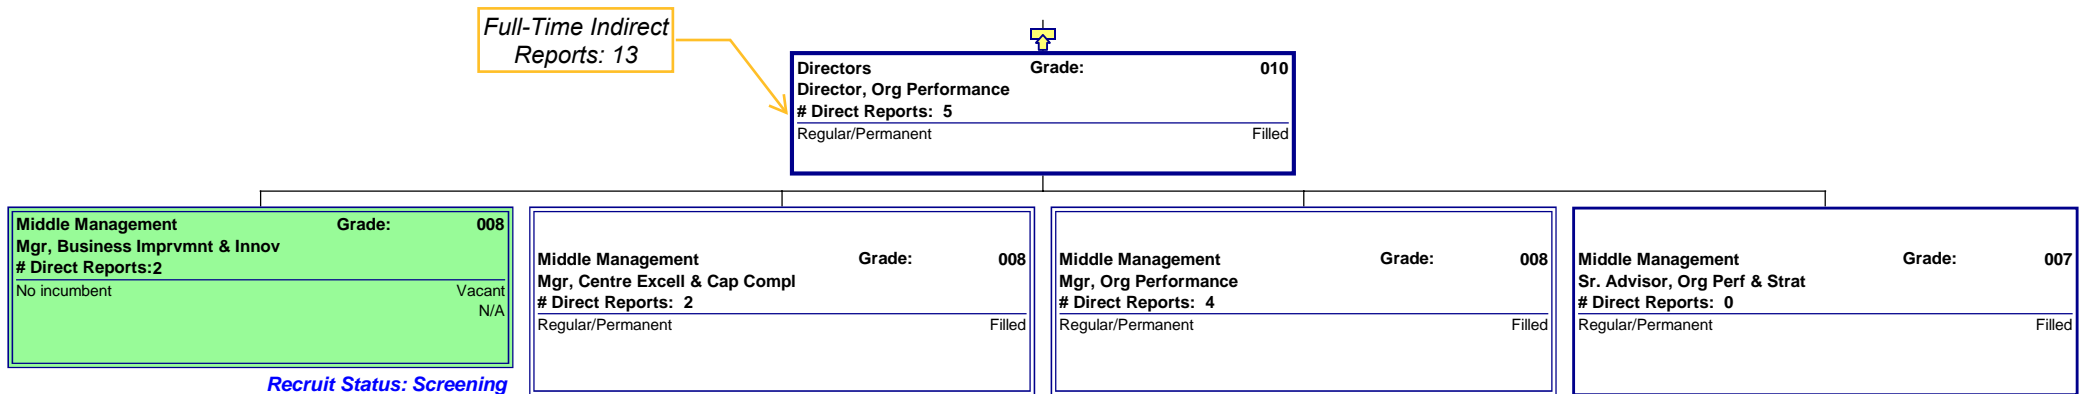 Full-Time Indirect
Reports: 13
Directors Grade: 010
Director, Org Performance
# Direct Reports: 5
Regular/Permanent Filled
Middle Management Grade: 008
Mgr, Business Imprvmnt & Innov
# Direct Reports:2
No incumbent Vacant
N/A
Recruit Status: Screening
Middle Management Grade: 008
Mgr, Centre Excell & Cap Compl
# Direct Reports: 2
Regular/Permanent Filled
Middle Management Grade: 008
Mgr, Org Performance
# Direct Reports: 4
Regular/Permanent Filled
Middle Management Grade: 007
Sr. Advisor, Org Perf & Strat
# Direct Reports: 0
Regular/Permanent Filled